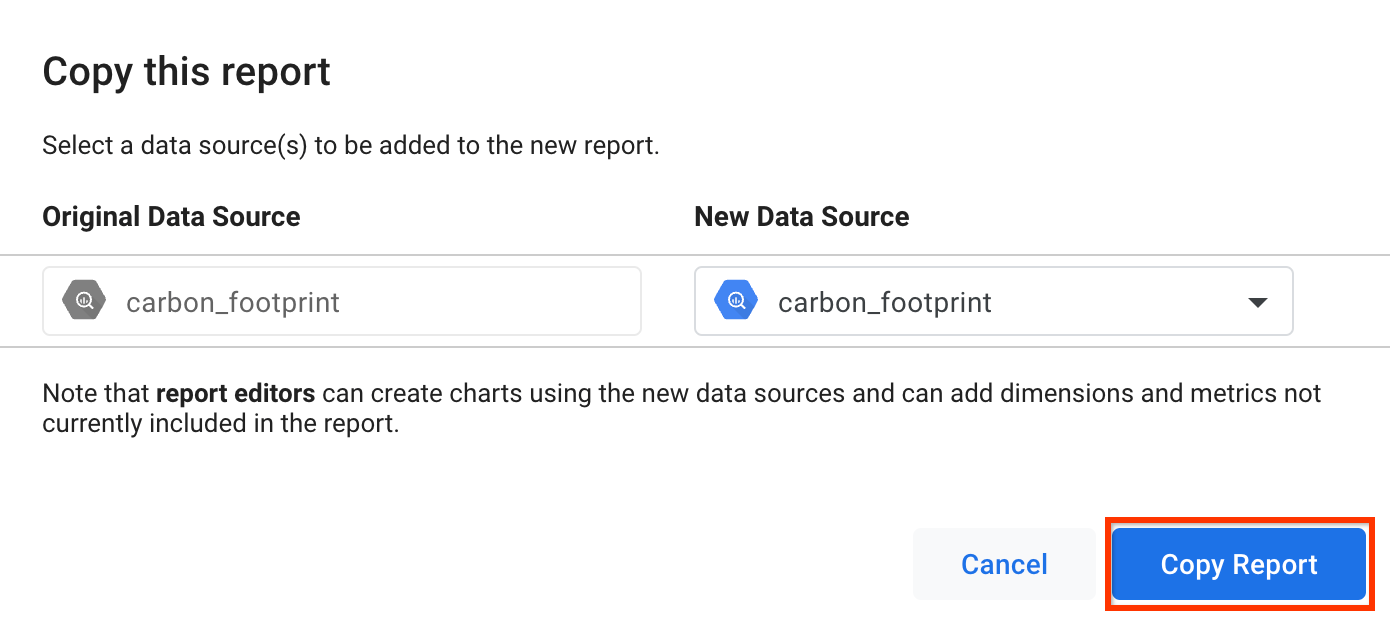 Copy this report
Select a data source(s) to be added to the new report.
Original Data Source
New Data Source
carbon_footprint
carbon_footprint
Note that report editors can create charts using the new data sources and can add dimensions and metrics not
currently included in the report.
Cancel
Copy Report